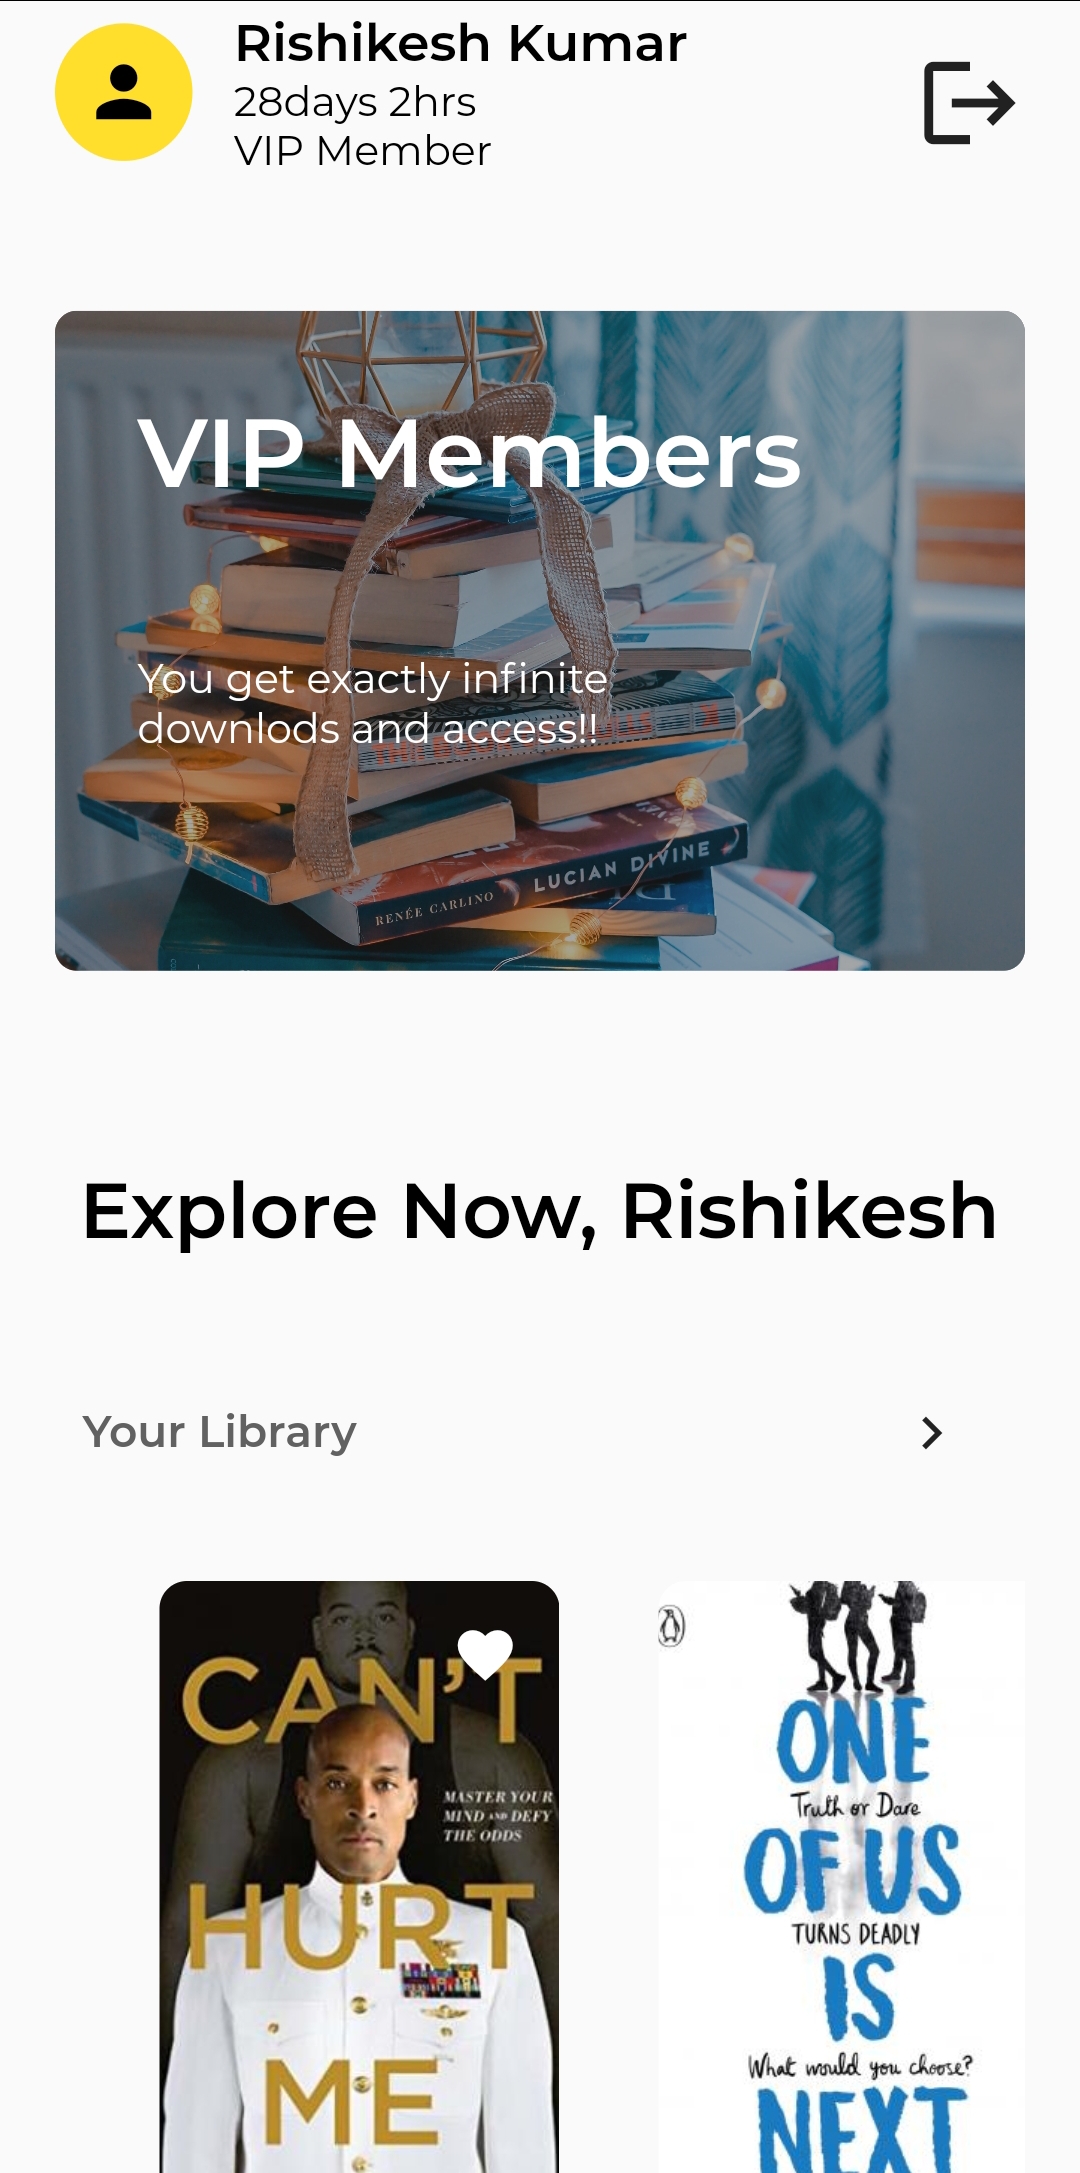 Rishikesh Kumar
28days 2hrs
VIP Member
VIP Members
You get exactly infinite
downlods and access!!
LUCIAN DIVINE
RENÉE CARLINO
Explore Now, Rishikesh
Your Library
CAN'T
MASTER YOUR
MIND AND DEFY
THE ODDS
HURT
ME
ONE
Truth or Dare
OF US
TURNS DEADLY
IS
What would you choose?
NEXT